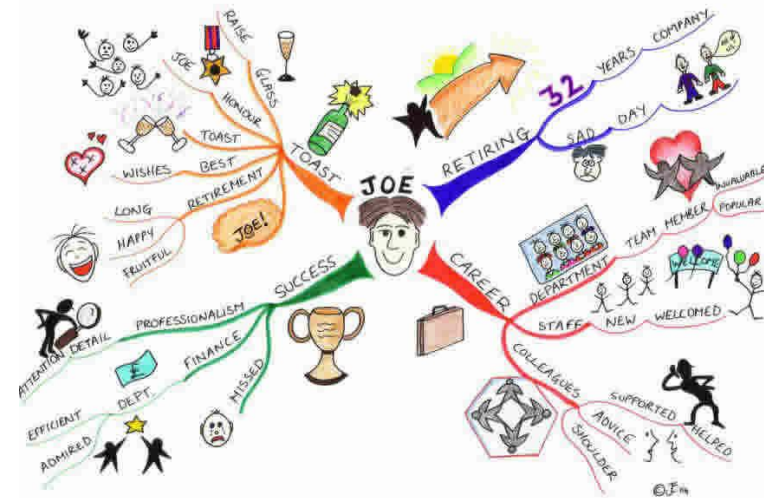 JOE
RETIRING
32
YEARS
COMPANY
SAD
DAY
CAREER
DEPARTMENT
TEAM
MEMBER
INVALUABLE
POPULAR
STAFF
NEW
WELCOMED
WELCOME
COLLEAGUES
SUPPORTED
HELPED
ADVICE
SHOULDER
SUCCESS
PROFESSIONALISM
DETAIL
ATTENTION
FINANCE
DEPT.
EFFICIENT
ADMIRED
MISSED
TOAST
RAISE
GLASS
JOE
HONOUR
TOAST
BEST
WISHES
RETIREMENT
LONG
HAPPY
FRUITFUL
JOE!
£